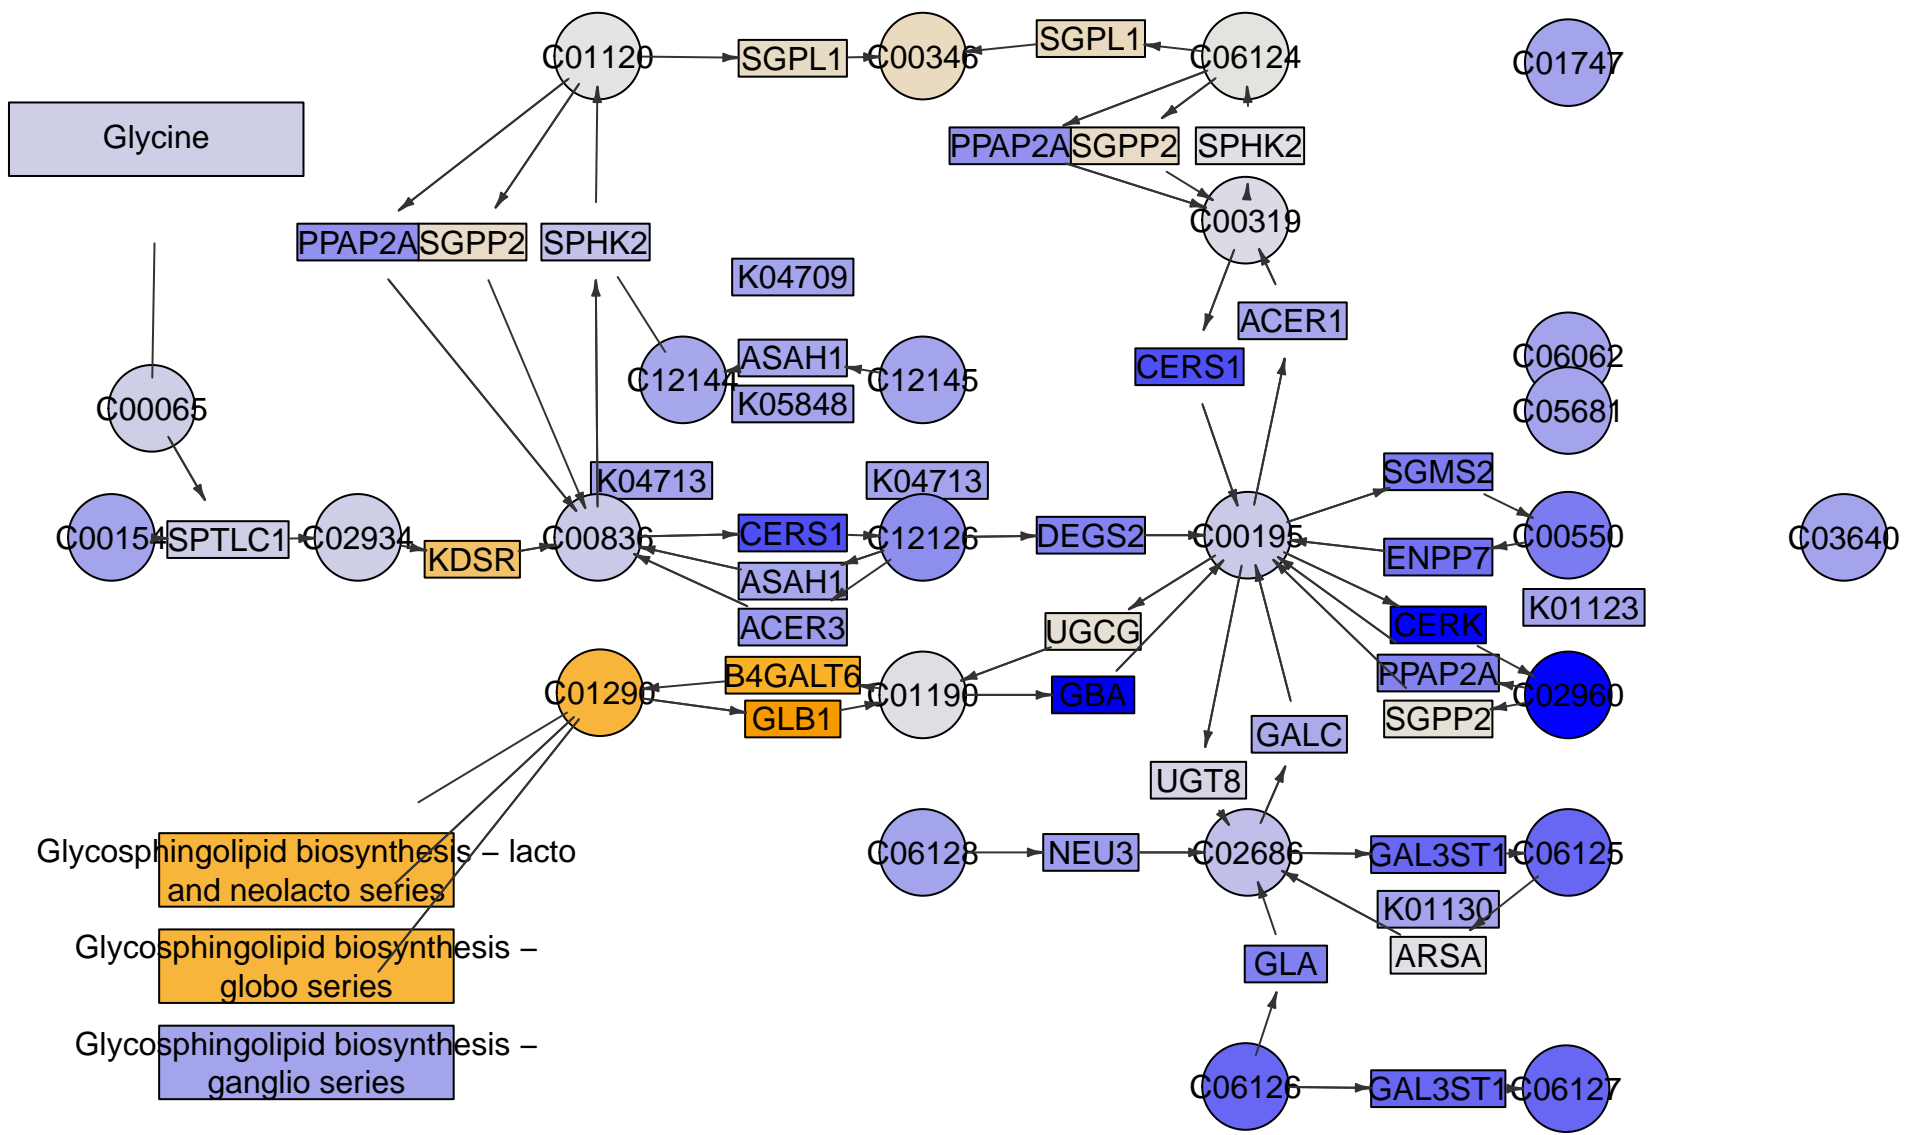 C01120
SGPL1
C00346
SGPL1
C06124
C01747
Glycine
PPAP2A
SGPP2
SPHK2
C00319
PPAP2A
SGPP2
SPHK2
K04709
ACER1
CERS1
C12144
ASAH1
C12145
K05848
C06062
C05681
C00065
K04713
K04713
SGMS2
C00154
SPTLC1
C02934
KDSR
C00836
CERS1
C12126
DEGS2
C00195
ENPP7
C00550
C03640
ASAH1
ACER3
UGCG
CERK
K01123
C01290
B4GALT6
GLB1
C01190
GBA
PPAP2A
C02960
SGPP2
GALC
UGT8
Glycosphingolipid biosynthesis – lacto
and neolacto series
C06128
NEU3
C02686
GAL3ST1
C06125
K01130
ARSA
Glycosphingolipid biosynthesis –
globo series
GLA
Glycosphingolipid biosynthesis –
ganglio series
C06126
GAL3ST1
C06127